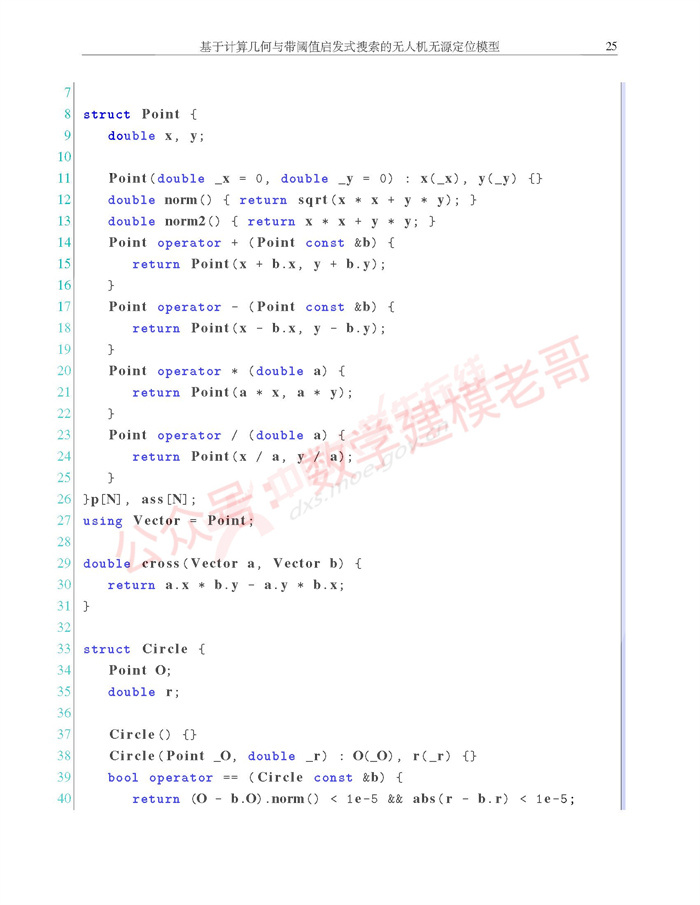 基于计算几何与带阈值启发式搜索的无人机无源定位模型 25
7
8 struct Point {
9 double x, y;
10
11 Point(double _x = 0, double _y = 0) : x(_x), y(_y) {}
12 double norm() { return sqrt(x * x + y * y); }
13 double norm2() { return x * x + y * y; }
14 Point operator + (Point const &b) {
15 return Point(x + b.x, y + b.y);
16 }
17 Point operator - (Point const &b) {
18 return Point(x - b.x, y - b.y);
19 }
20 Point operator * (double a) {
21 return Point(a * x, a * y);
22 }
23 Point operator / (double a) {
24 return Point(x / a, y / a);
25 }
26 }p[N], ass[N];
27 using Vector = Point;
28
29 double cross(Vector a, Vector b) {
30 return a.x * b.y - a.y * b.x;
31 }
32
33 struct Circle {
34 Point O;
35 double r;
36
37 Circle() {}
38 Circle(Point _O, double _r) : O(_O), r(_r) {}
39 bool operator == (Circle const &b) {
40 return (O - b.O).norm() < 1e-5 && abs(r - b.r) < 1e-5;
公众号：数学建模老哥
dxs.moe.gov.cn